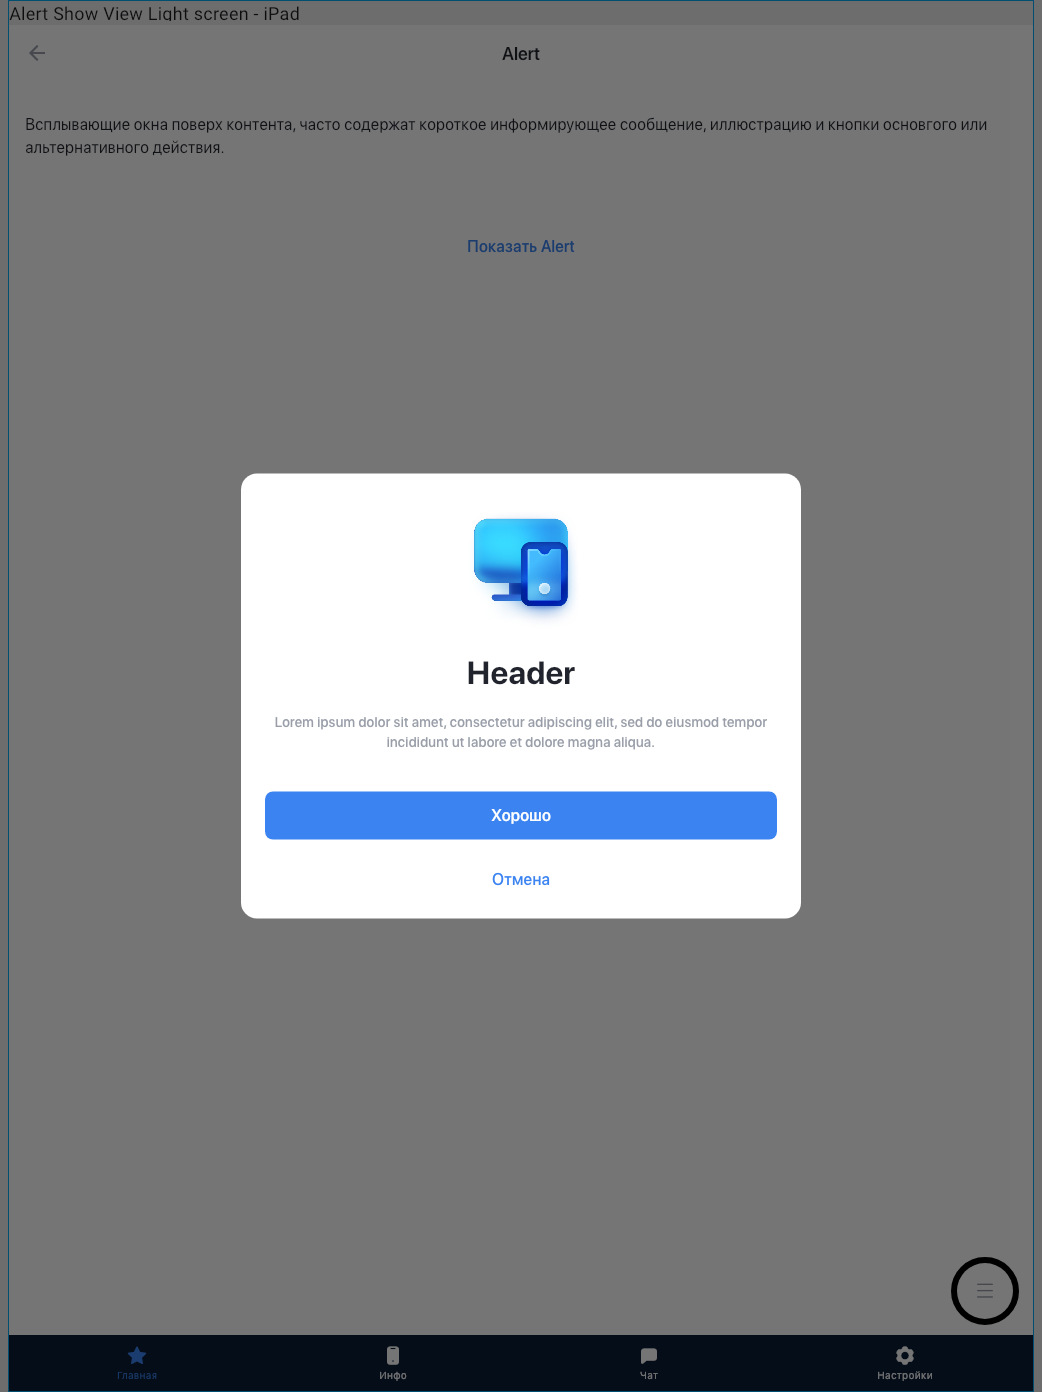 Alert Show View Light screen - iPad
Alert
Всплывающие окна поверх контента, часто содержат короткое информирующее сообщение, иллюстрацию и кнопки основгого или
альтернативного действия.
Показать Alert
Header
Lorem ipsum dolor sit amet, consectetur adipiscing elit, sed do eiusmod tempor
incididunt ut labore et dolore magna aliqua.
Хорошо
Отмена
Главная
Инфо
Чат
Настройки